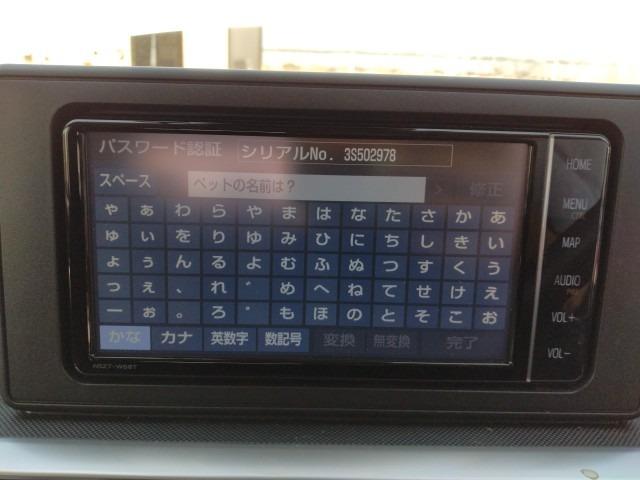 パスワード認証 シリアルNo. 3S502978
スペース ペットの名前は? > 修正
ゃ ぁ わ ら や ま は な た さ か あ
ゅ ぃ を り ゆ み ひ に ち し き い
ょ ぅ ん る よ む ふ ぬ つ す く う
っ ぇ 、 れ ゛ め へ ね て せ け え
ー ぉ 。 ろ ゜ も ほ の と そ こ お
かな カナ 英数字 数記号 変換 無変換 完了
NSZT-W68T
HOME
MENU
MAP
AUDIO
VOL+
VOL-